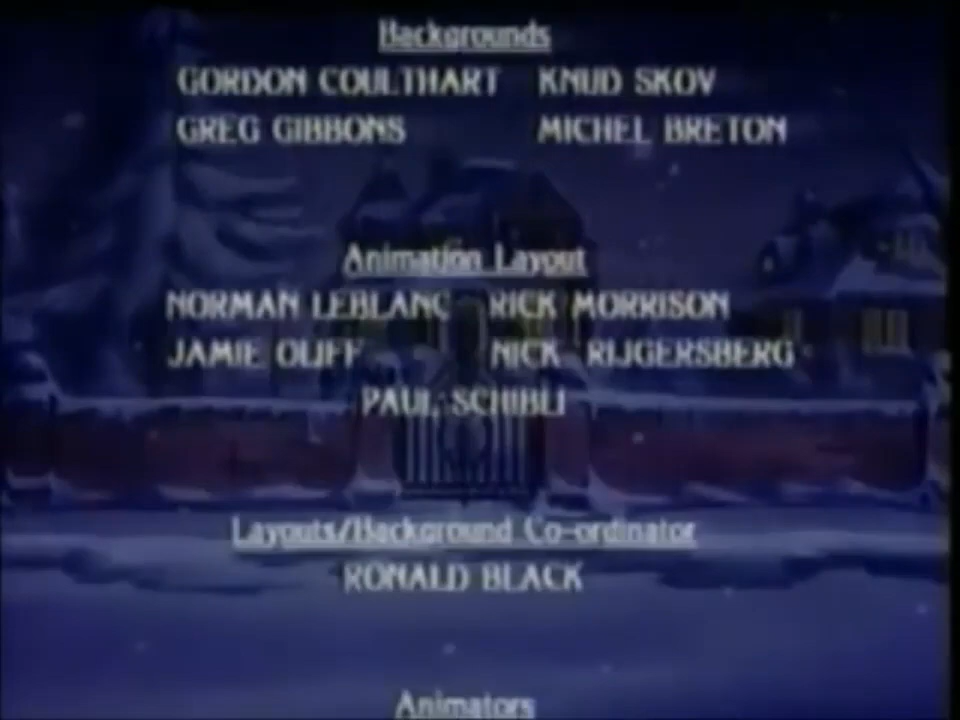 Backgrounds
GORDON COULTHART KNUD SKOV
GREG GIBBONS MICHEL BRETON
Animation Layout
NORMAN LEBLANC RICK MORRISON
JAMIE OLIFF NICK RIJGERSBERG
PAUL SCHIBLI
Layouts/Background Co-ordinator
RONALD BLACK
Animators